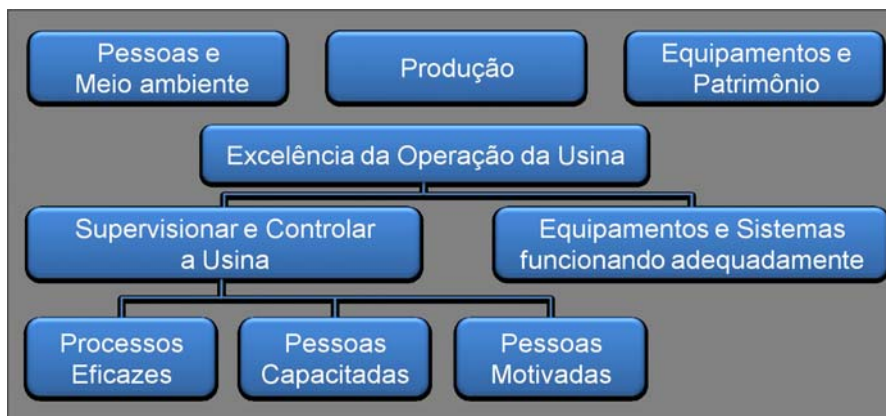 Pessoas e
Meio ambiente
Produção
Equipamentos e
Patrimônio
Excelência da Operação da Usina
Supervisionar e Controlar
a Usina
Equipamentos e Sistemas
funcionando adequadamente
Processos
Eficazes
Pessoas
Capacitadas
Pessoas
Motivadas